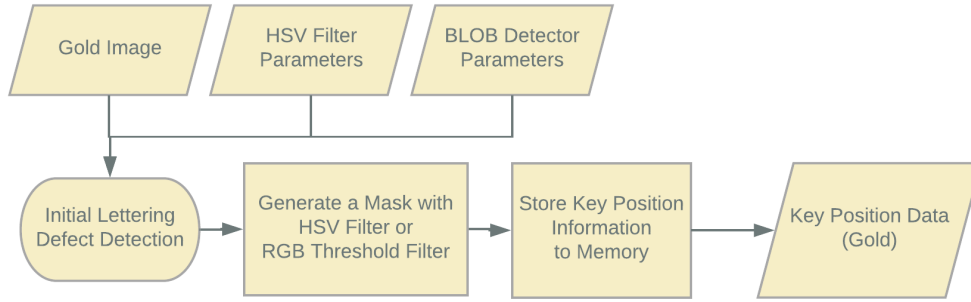 Gold Image
HSV Filter
Parameters
BLOB Detector
Parameters
Initial Lettering
Defect Detection
Generate a Mask with
HSV Filter or
RGB Threshold Filter
Store Key Position
Information
to Memory
Key Position Data
(Gold)